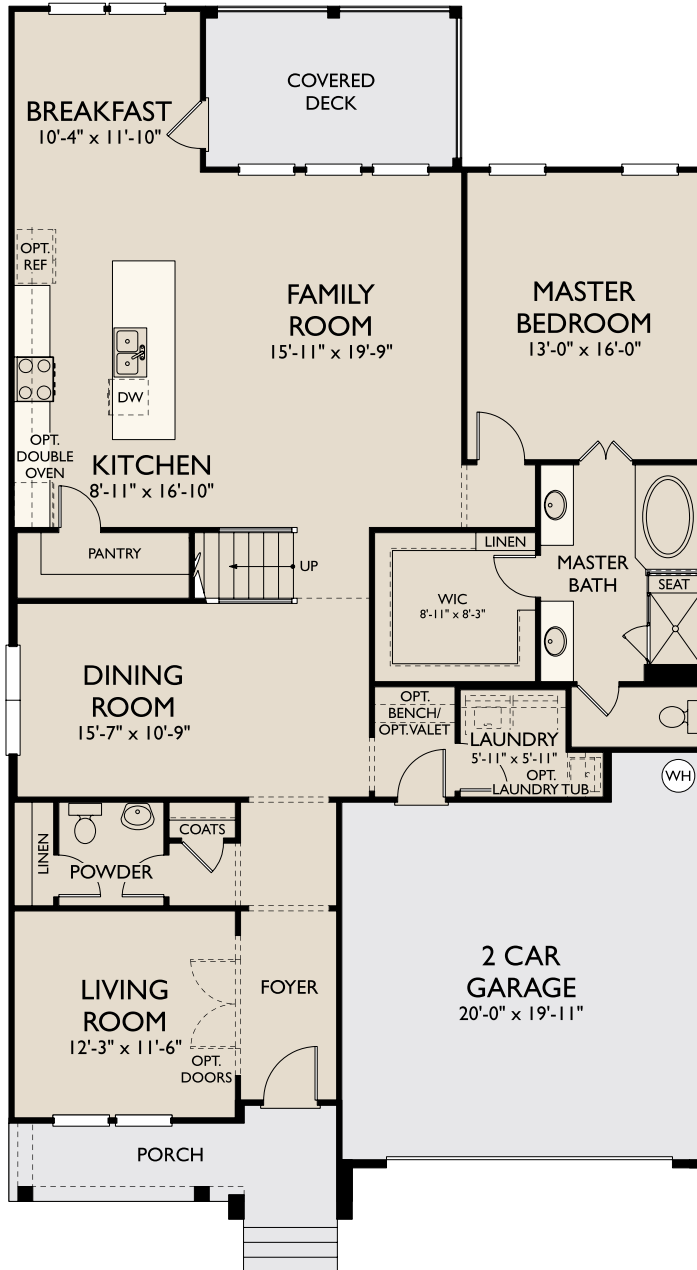 COVERED
DECK
BREAKFAST
10'-4" x 11'-10"
OPT.
REF
FAMILY
ROOM
15'-11" x 19'-9"
MASTER
BEDROOM
13'-0" x 16'-0"
DW
OPT.
DOUBLE
OVEN
KITCHEN
8'-11" x 16'-10"
PANTRY
UP
LINEN
MASTER
BATH
SEAT
WIC
8'-11" x 8'-3"
DINING
ROOM
15'-7" x 10'-9"
OPT.
BENCH/
OPT.VALET
LAUNDRY
5'-11" x 5'-11"
OPT.
LAUNDRY TUB
WH
LINEN
POWDER
COATS
2 CAR
GARAGE
20'-0" x 19'-11"
LIVING
ROOM
12'-3" x 11'-6"
FOYER
OPT.
DOORS
PORCH